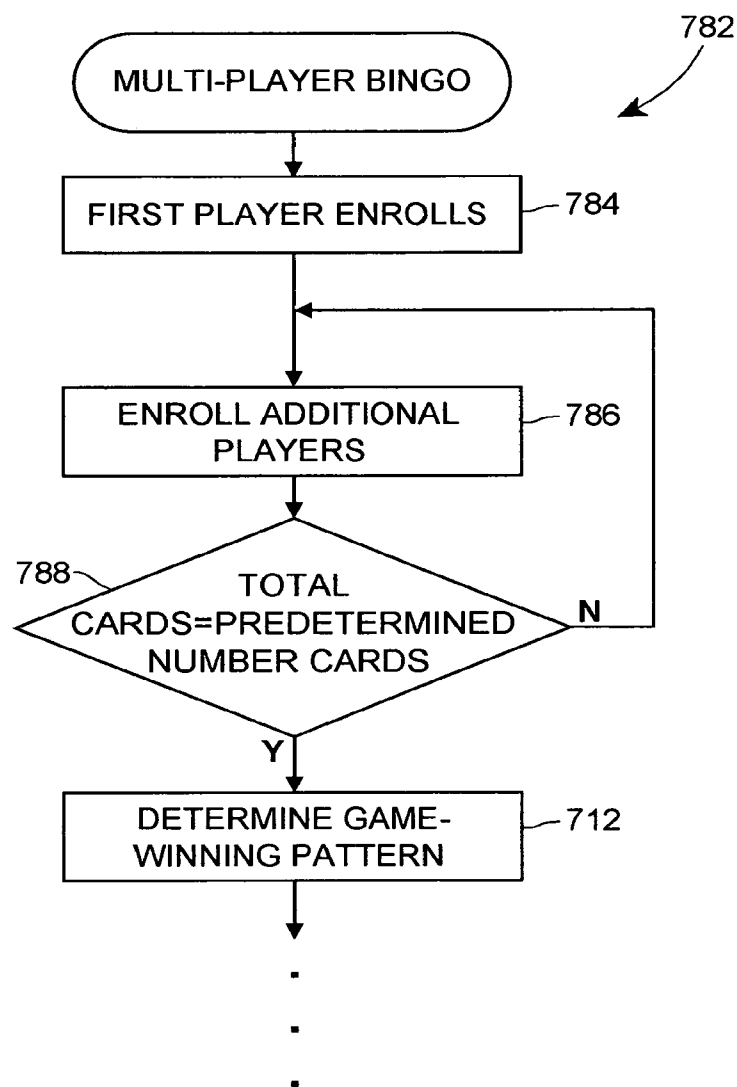 782
MULTI-PLAYER BINGO
FIRST PLAYER ENROLLS
784
ENROLL ADDITIONAL
PLAYERS
786
788
TOTAL
CARDS=PREDETERMINED
NUMBER CARDS
N
Y
DETERMINE GAME-
WINNING PATTERN
712